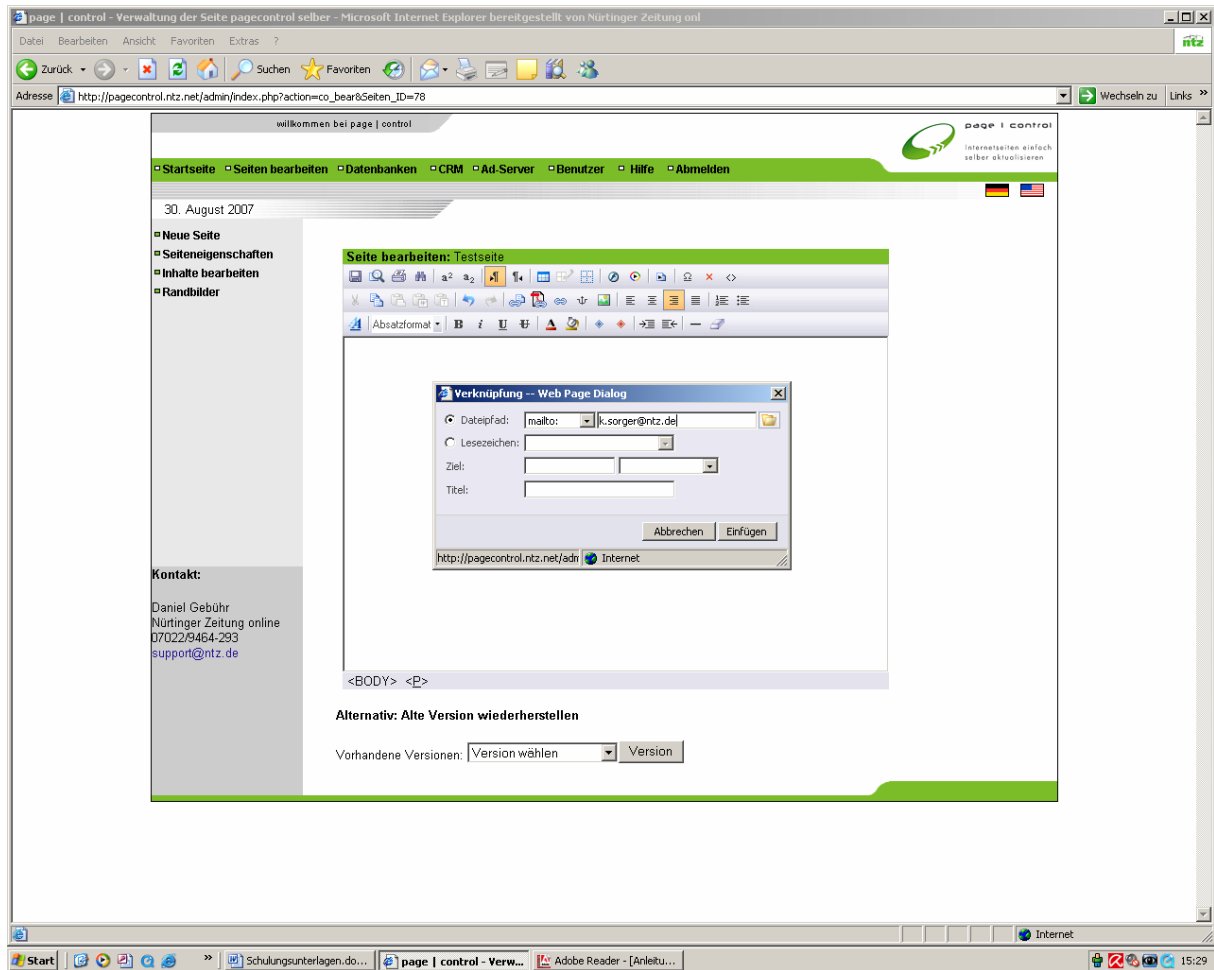 page | control - Verwaltung der Seite pagecontrol selber - Microsoft Internet Explorer bereitgestellt von Nürtinger Zeitung onl
Datei Bearbeiten Ansicht Favoriten Extras ?
ntz
Zurück Suchen Favoriten
Adresse http://pagecontrol.ntz.net/admin/index.php?action=co_bear&Seiten_ID=78 Wechseln zu Links »
willkommen bei page | control
page | control
Internetseiten einfach
selber aktualisieren
Startseite Seiten bearbeiten Datenbanken CRM Ad-Server Benutzer Hilfe Abmelden
30. August 2007
Neue Seite
Seiteneigenschaften
Inhalte bearbeiten
Randbilder
Seite bearbeiten: Testseite
Absatzformat B i U
Verknüpfung -- Web Page Dialog
Dateipfad: mailto: k.sorger@ntz.de
Lesezeichen:
Ziel:
Titel:
Abbrechen Einfügen
http://pagecontrol.ntz.net/adm Internet
Kontakt:
Daniel Gebühr
Nürtinger Zeitung online
07022/9464-293
support@ntz.de
<BODY> <P>
Alternativ: Alte Version wiederherstellen
Vorhandene Versionen: Version wählen Version
Internet
Start » Schulungsunterlagen.do... page | control - Verw... Adobe Reader - [Anleitu... 15:29